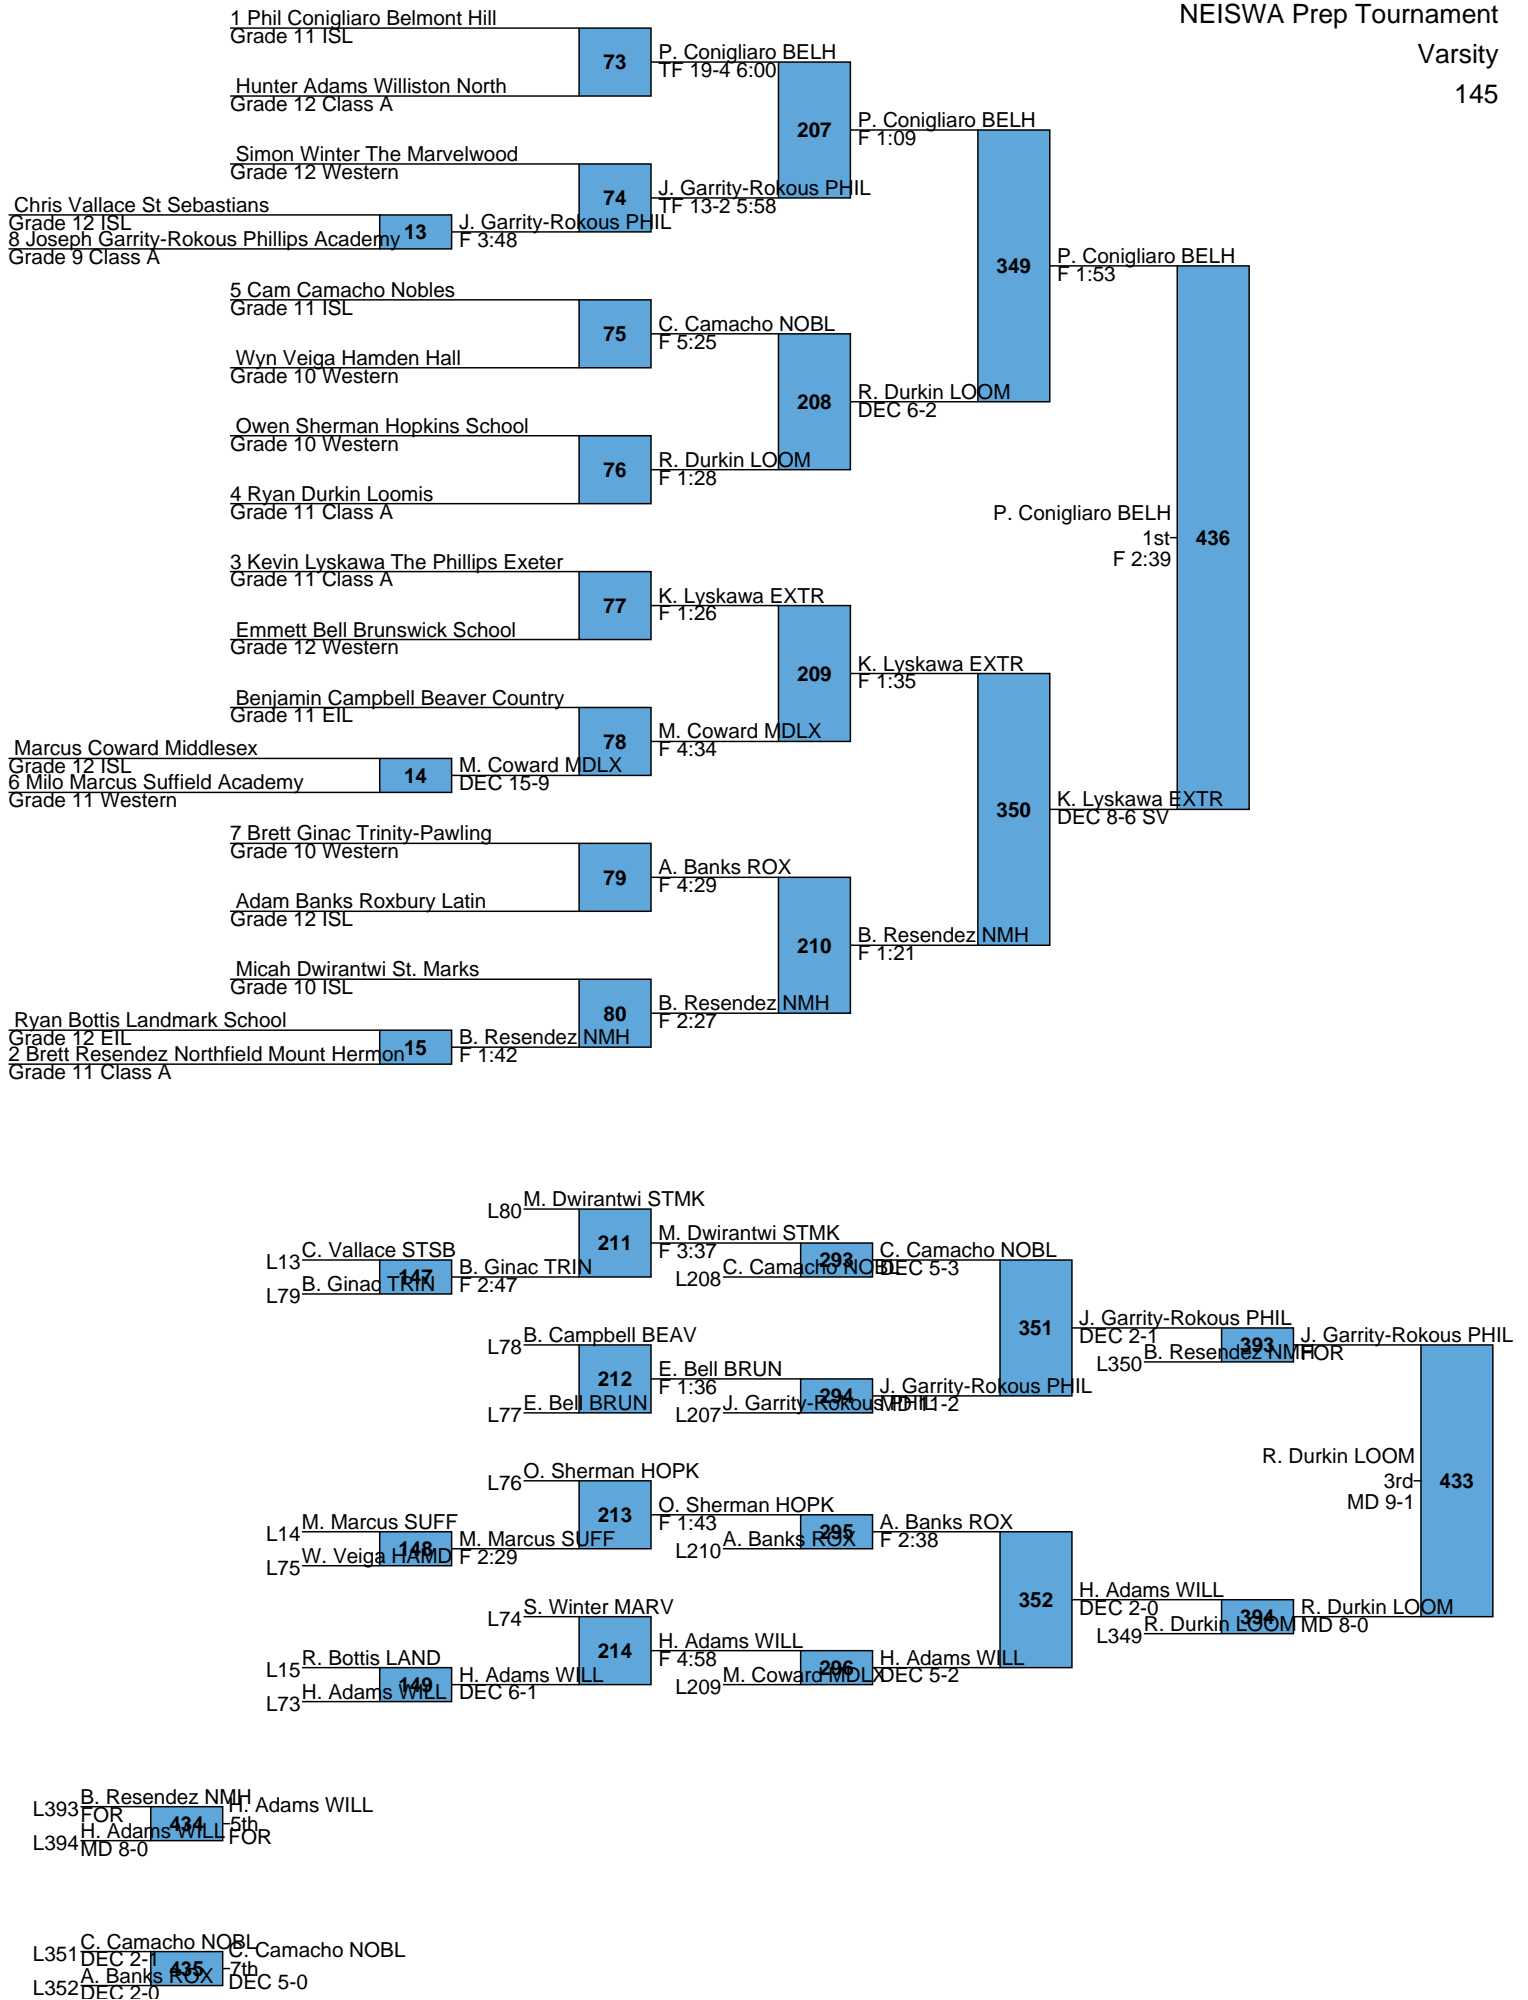 NEISWA Prep Tournament
Varsity
145
1 Phil Conigliaro Belmont Hill
Grade 11 ISL
73
P. Conigliaro BELH
TF 19-4 6:00
Hunter Adams Williston North
Grade 12 Class A
207
P. Conigliaro BELH
F 1:09
Simon Winter The Marvelwood
Grade 12 Western
74
J. Garrity-Rokous PHIL
TF 13-2 5:58
Chris Vallace St Sebastians
Grade 12 ISL
13
J. Garrity-Rokous PHIL
F 3:48
8 Joseph Garrity-Rokous Phillips Academy
Grade 9 Class A
349
P. Conigliaro BELH
F 1:53
5 Cam Camacho Nobles
Grade 11 ISL
75
C. Camacho NOBL
F 5:25
Wyn Veiga Hamden Hall
Grade 10 Western
208
R. Durkin LOOM
DEC 6-2
Owen Sherman Hopkins School
Grade 10 Western
76
R. Durkin LOOM
F 1:28
4 Ryan Durkin Loomis
Grade 11 Class A
P. Conigliaro BELH
1st
F 2:39
436
3 Kevin Lyskawa The Phillips Exeter
Grade 11 Class A
77
K. Lyskawa EXTR
F 1:26
Emmett Bell Brunswick School
Grade 12 Western
209
K. Lyskawa EXTR
F 1:35
Benjamin Campbell Beaver Country
Grade 11 EIL
78
M. Coward MDLX
F 4:34
Marcus Coward Middlesex
Grade 12 ISL
14
M. Coward MDLX
DEC 15-9
6 Milo Marcus Suffield Academy
Grade 11 Western
350
K. Lyskawa EXTR
DEC 8-6 SV
7 Brett Ginac Trinity-Pawling
Grade 10 Western
79
A. Banks ROX
F 4:29
Adam Banks Roxbury Latin
Grade 12 ISL
210
B. Resendez NMH
F 1:21
Micah Dwirantwi St. Marks
Grade 10 ISL
80
B. Resendez NMH
F 2:27
Ryan Bottis Landmark School
Grade 12 EIL
15
B. Resendez NMH
F 1:42
2 Brett Resendez Northfield Mount Hermon
Grade 11 Class A
L80 M. Dwirantwi STMK
211
M. Dwirantwi STMK
F 3:37
L13 C. Vallace STSB
147
B. Ginac TRIN
F 2:47
L79 B. Ginac TRIN
293
C. Camacho NOBL
DEC 5-3
L208 C. Camacho NOBL
351
J. Garrity-Rokous PHIL
DEC 2-1
L78 B. Campbell BEAV
212
E. Bell BRUN
F 1:36
L77 E. Bell BRUN
294
J. Garrity-Rokous PHIL
MD 11-2
L207 J. Garrity-Rokous PHIL
393
J. Garrity-Rokous PHIL
FOR
L350 B. Resendez NMH
R. Durkin LOOM
3rd
MD 9-1
433
L76 O. Sherman HOPK
213
O. Sherman HOPK
F 1:43
L14 M. Marcus SUFF
148
M. Marcus SUFF
F 2:29
L75 W. Veiga HAMD
295
A. Banks ROX
F 2:38
L210 A. Banks ROX
352
H. Adams WILL
DEC 2-0
394
R. Durkin LOOM
MD 8-0
L349 R. Durkin LOOM
L74 S. Winter MARV
214
H. Adams WILL
F 4:58
L15 R. Bottis LAND
149
H. Adams WILL
DEC 6-1
L73 H. Adams WILL
296
H. Adams WILL
DEC 5-2
L209 M. Coward MDLX
L393 B. Resendez NMH
FOR
434
H. Adams WILL
5th
FOR
L394 H. Adams WILL
MD 8-0
L351 C. Camacho NOBL
DEC 2-1
435
C. Camacho NOBL
7th
DEC 5-0
L352 A. Banks ROX
DEC 2-0